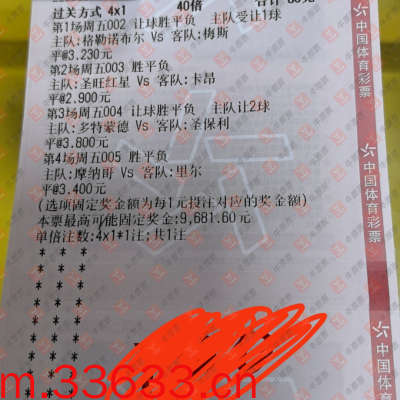 过关方式 4x1 40倍
第1场周五002 让球胜平负 主队受让1球
主队:格勒诺布尔 Vs 客队:梅斯
平@3.230元
第2场周五003 胜平负
主队:圣旺红星 Vs 客队:卡昂
平@2.900元
第3场周五004 让球胜平负 主队让2球
主队:多特蒙德 Vs 客队:圣保利
平@3.800元
第4场周五005 胜平负
主队:摩纳哥 Vs 客队:里尔
平@3.400元
(选项固定奖金额为每1元投注对应的奖金额)
本票最高可能固定奖金:9,681.60元
单倍注数:4x1*1注;共1注
* * *
* * *
* * *
* * *
* * *
* * *
* * *
* * *
m.33633.cn
中国体育彩票
中国体育彩票
中国体育彩票